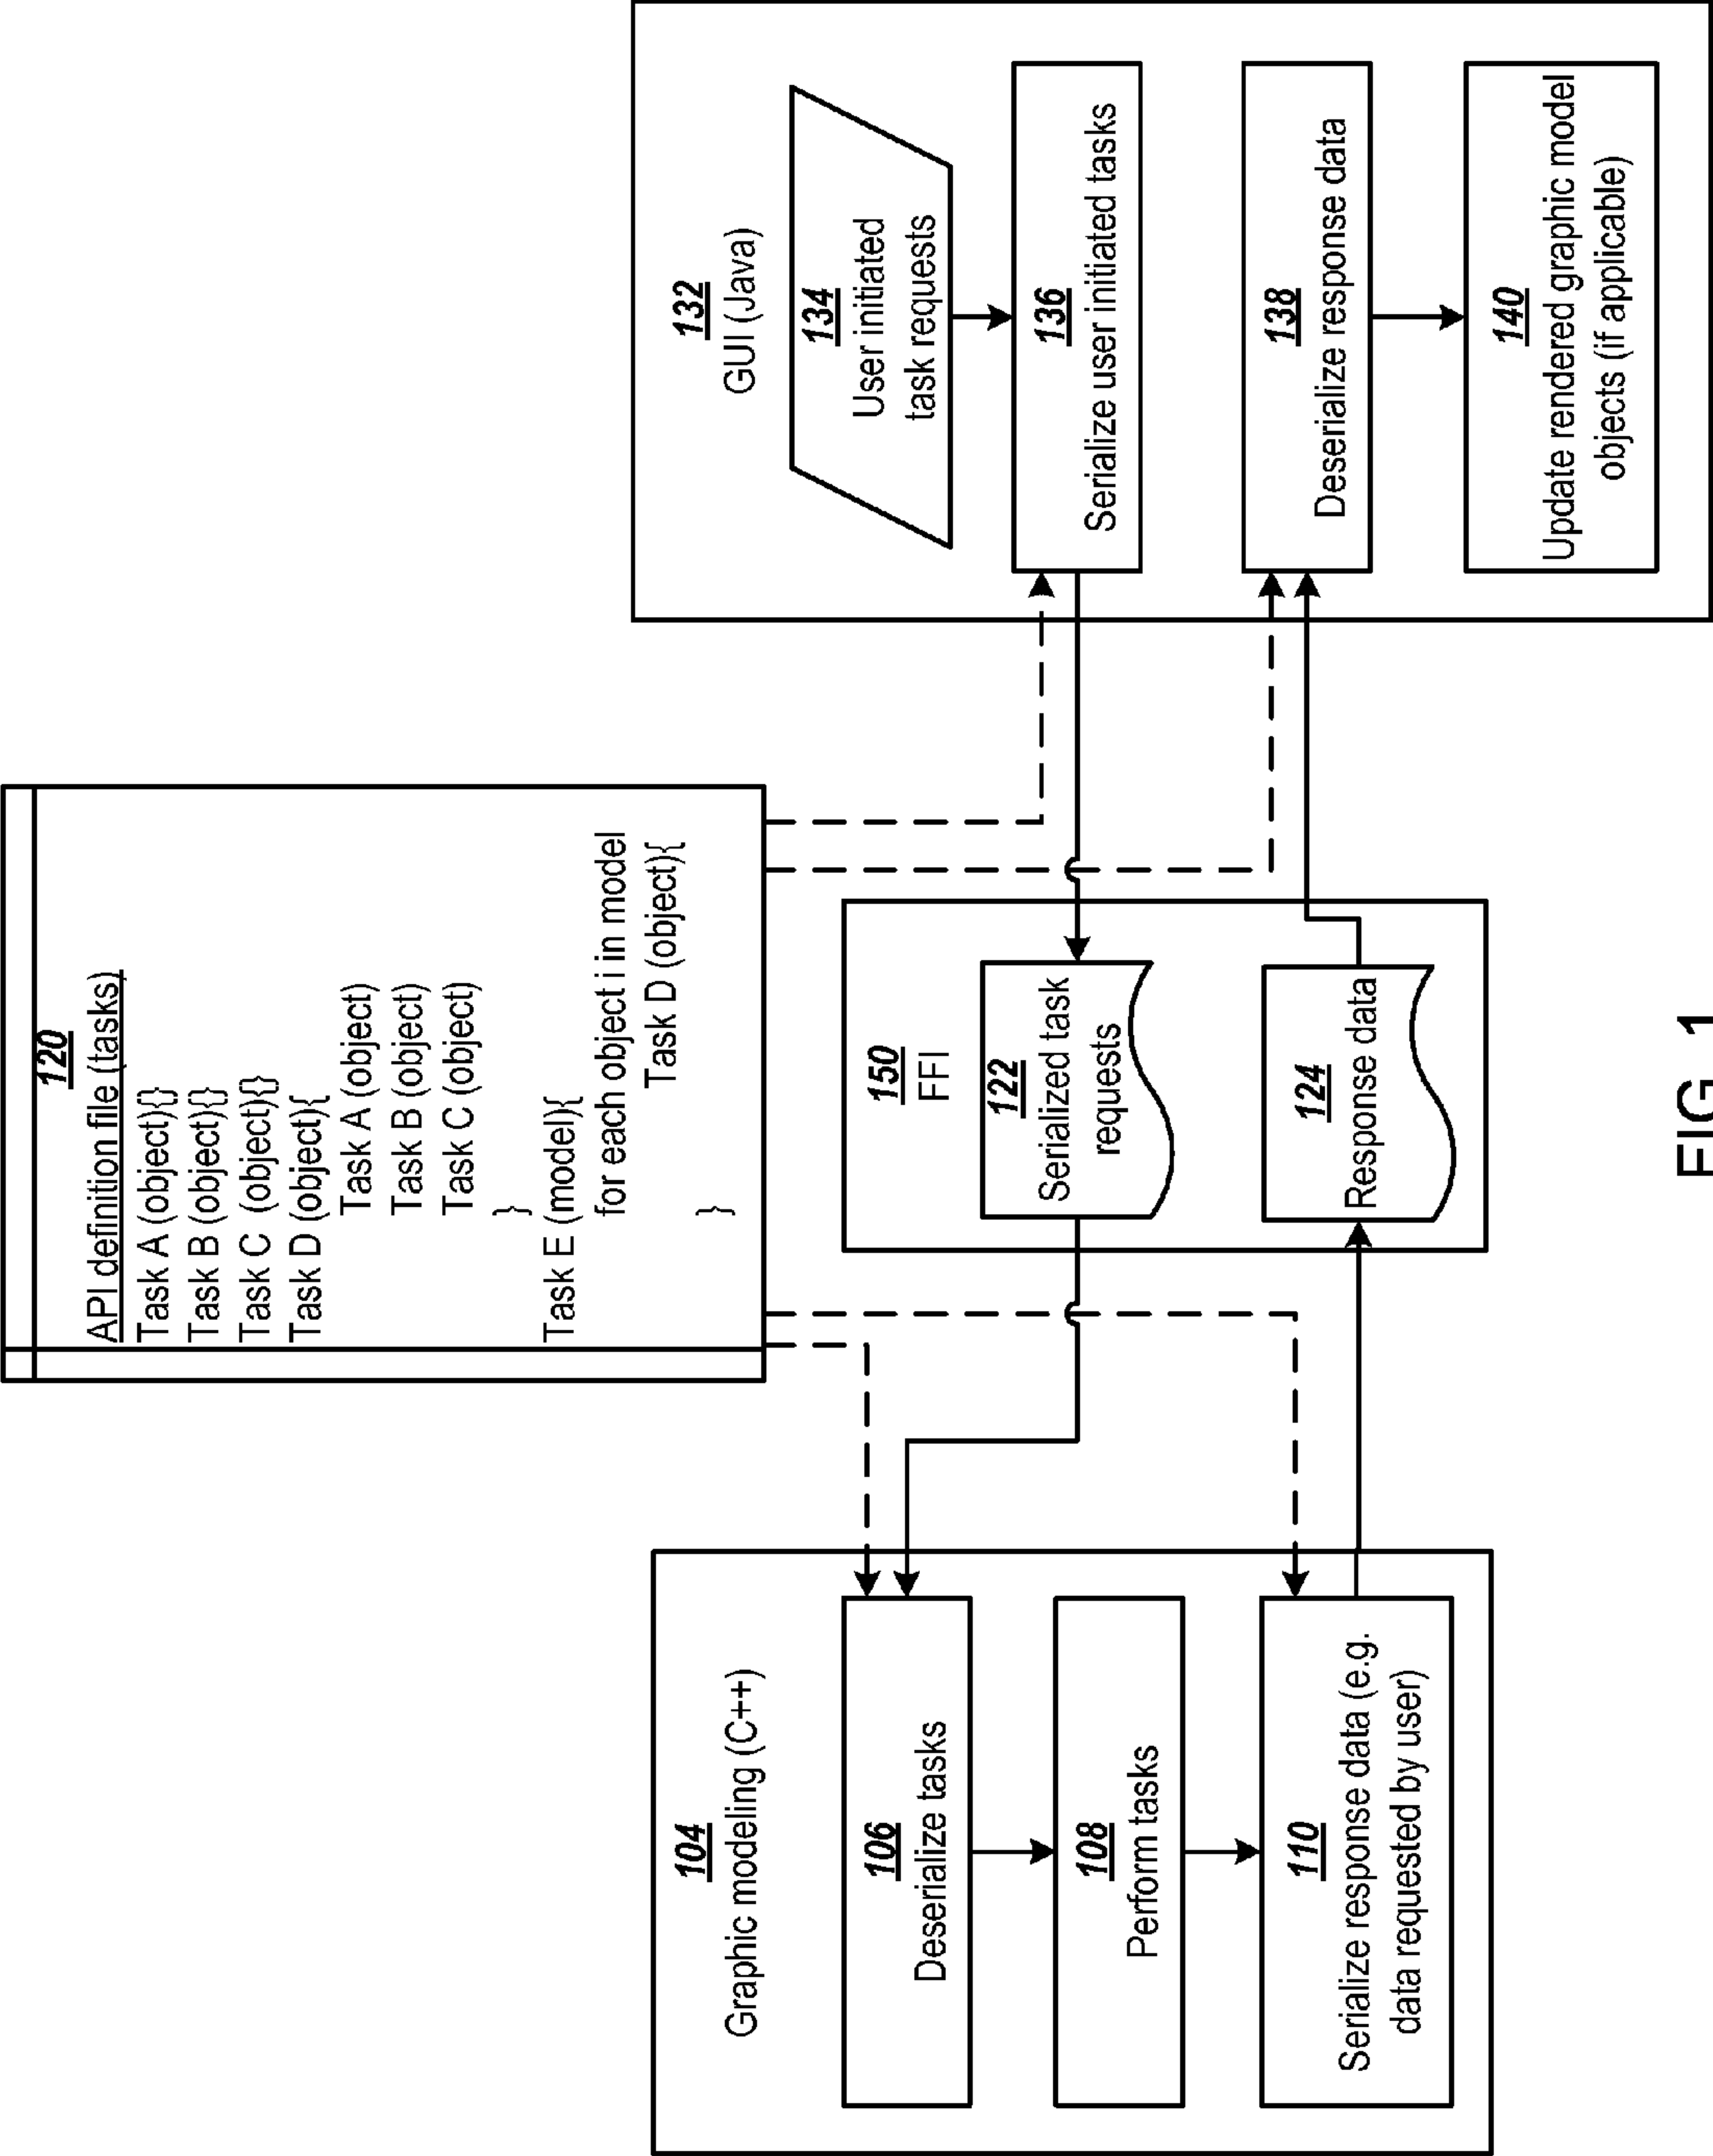 120
API definition file (tasks)
Task A (object){}
Task B (object){}
Task C (object){}
Task D (object){
Task A (object)
Task B (object)
Task C (object)
}
Task E (model){
for each object i in model
Task D (object){
}
104
Graphic modeling (C++)
106
Deserialize tasks
108
Perform tasks
110
Serialize response data (e.g.
data requested by user)
150
FFI
122
Serialized task
requests
124
Response data
132
GUI (Java)
134
User initiated
task requests
136
Serialize user initiated tasks
138
Deserialize response data
140
Update rendered graphic model
objects (if applicable)
FIG. 1